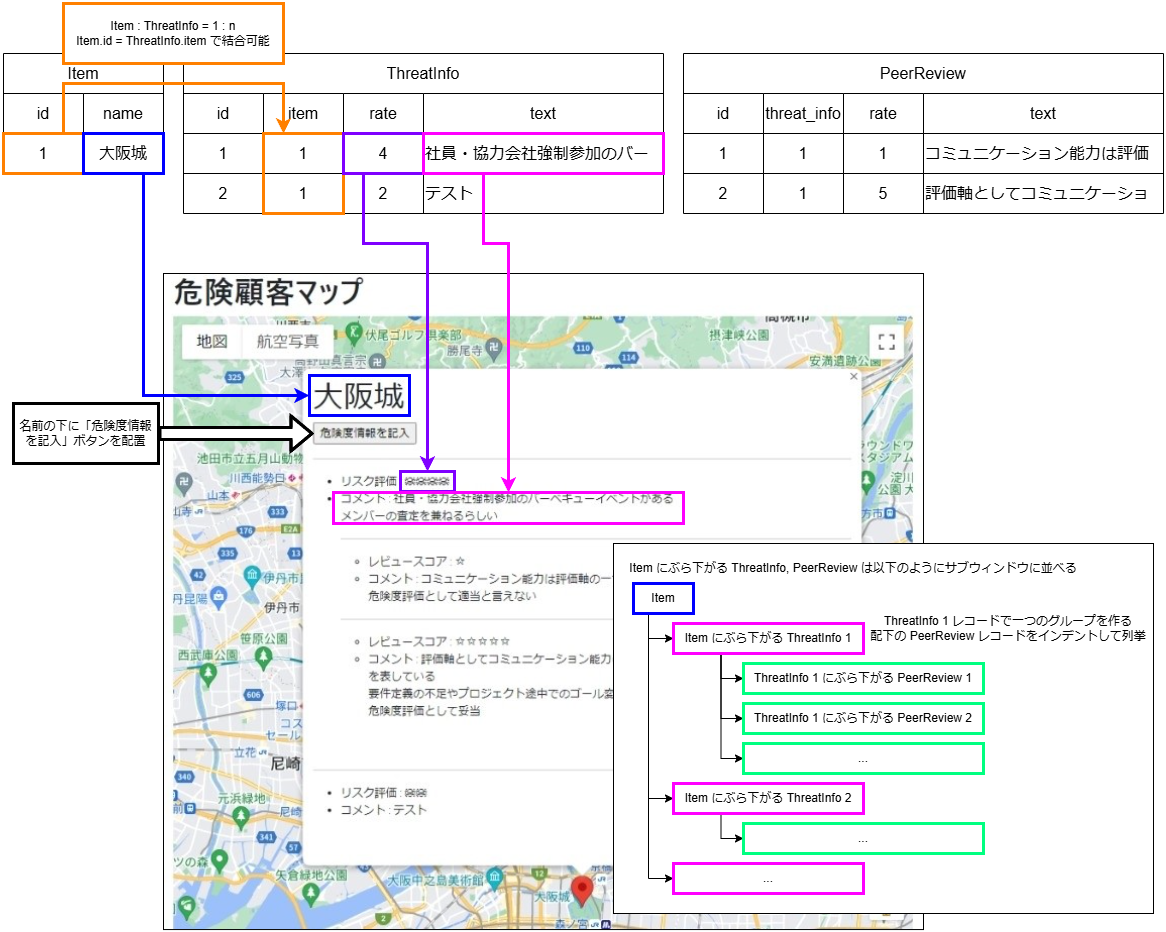 Item : ThreatInfo = 1 : n
Item.id = ThreatInfo.item で結合可能
Item
id
name
1
大阪城
ThreatInfo
id
item
rate
text
1
1
4
社員・協力会社強制参加のバー
2
1
2
テスト
PeerReview
id
threat_info
rate
text
1
1
1
コミュニケーション能力は評価
2
1
5
評価軸としてコミュニケーショ
危険顧客マップ
地図
航空写真
伏尾ゴルフ倶楽部
勝尾寺
高野山真言宗
摂津峡公園
安満遺跡公園
325
110
114
大阪城
×
名前の下に「危険度情報
を記入」ボタンを配置
危険度情報を記入
池田市立五月山動物
川西能勢口
山本
リスク評価 :
コメント : 社員・協力会社強制参加のバーベキューイベントがある
メンバーの査定を兼ねるらしい
333
176
E2A
335
13
42
レビュースコア : ☆
コメント : コミュニケーション能力は評価軸の一
危険度評価として適当と言えない
伊丹市
丹昆陽
伊丹市
笹原公園
西武庫公園
レビュースコア : ☆☆☆☆☆
コメント : 評価軸としてコミュニケーション能力
を表している
要件定義の不足やプロジェクト途中でのゴール変
危険度評価として妥当
606
塚口
コス
セール
立花
尼崎
340
元浜緑地
尼崎
341
57
リスク評価 :
コメント : テスト
矢倉緑地公園
大阪中之島美術館
12
2
大阪城
森ノ宮
Item にぶら下がる ThreatInfo, PeerReview は以下のようにサブウィンドウに並べる
Item
ThreatInfo 1 レコードで一つのグループを作る
配下の PeerReview レコードをインデントして列挙
Item にぶら下がる ThreatInfo 1
ThreatInfo 1 にぶら下がる PeerReview 1
ThreatInfo 1 にぶら下がる PeerReview 2
...
Item にぶら下がる ThreatInfo 2
...
...